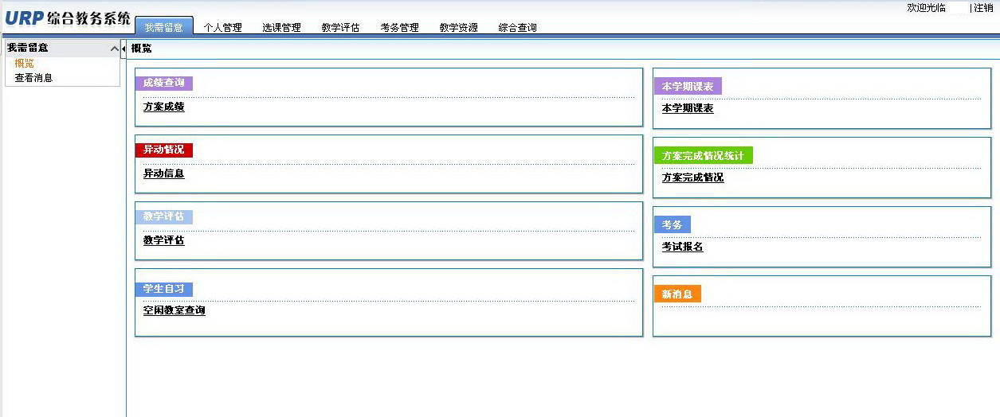 URP 综合教务系统
欢迎光临 | 注销
我需留意 个人管理 选课管理 教学评估 考务管理 教学资源 综合查询
我需留意
概览
查看消息
概览
成绩查询
方案成绩
异动情况
异动信息
教学评估
教学评估
学生自习
空闲教室查询
本学期课表
本学期课表
方案完成情况统计
方案完成情况
考务
考试报名
新消息